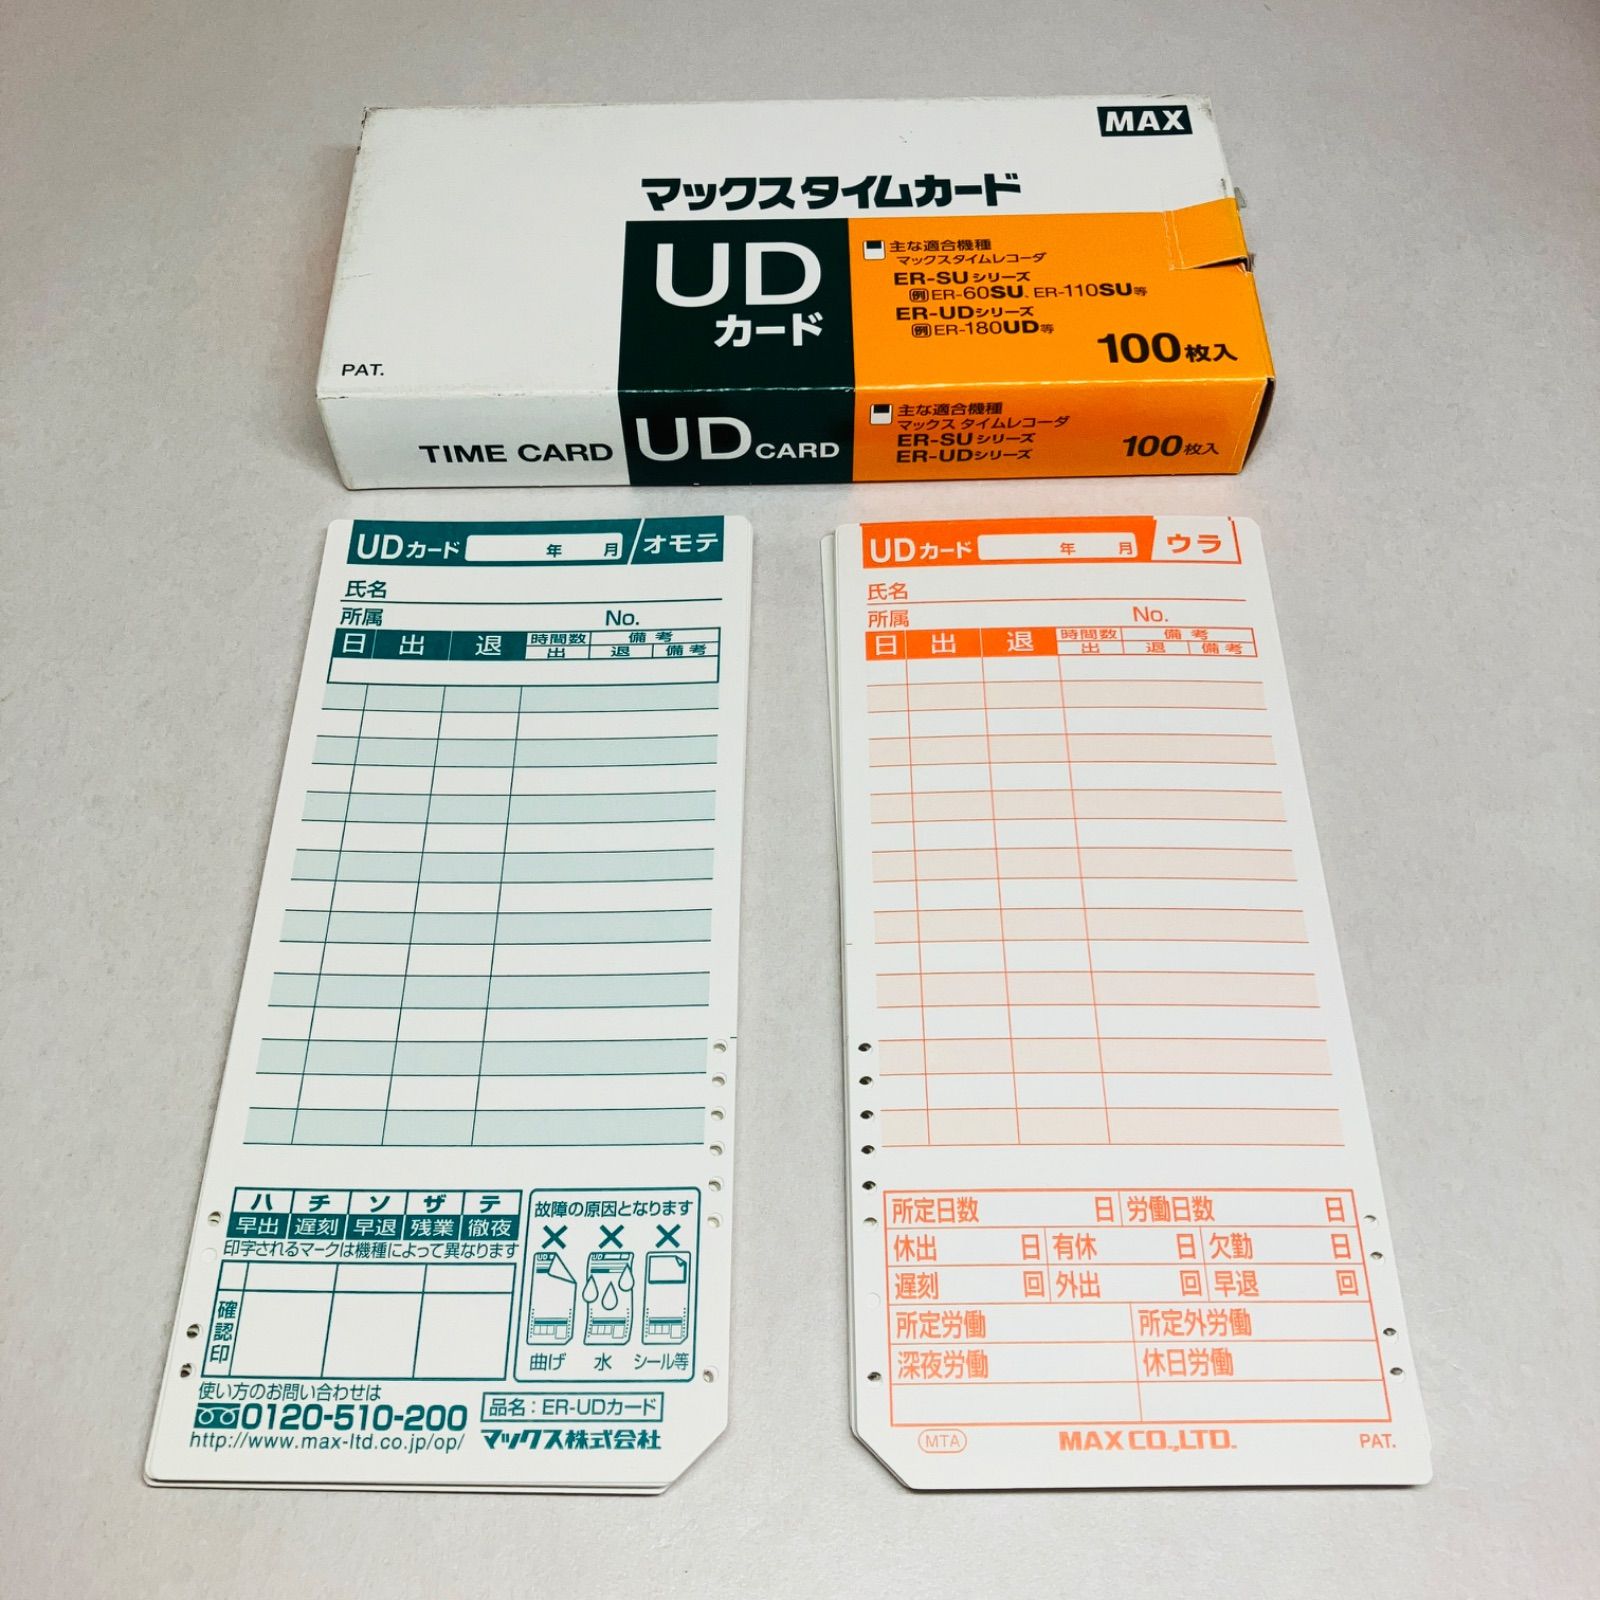 MAX
マックスタイムカード
UD
カード
主な適合機種
マックスタイムレコーダ
ER-SUシリーズ
例ER-60SU、ER-110SU等
ER-UDシリーズ
例ER-180UD等
100枚入
PAT.
TIME CARD
UD CARD
主な適合機種
マックス タイムレコーダ
ER-SUシリーズ
ER-UDシリーズ
100枚入
UDカード 年 月 オモテ
氏名
所属 No.
日 出 退 時間数 備考
出 退 備考
ハ チ ソ ザ テ
早出 遅刻 早退 残業 徹夜
印字されるマークは機種によって異なります
確認印
故障の原因となります
UD UD
曲げ 水 シール等
使い方のお問い合わせは
0120-510-200
http://www.max-ltd.co.jp/op/
品名：ER-UDカード
マックス株式会社
UDカード 年 月 ウラ
氏名
所属 No.
日 出 退 時間数 備考
出 退 備考
所定日数 日 労働日数 日
休出 日 有休 日 欠勤 日
遅刻 回 外出 回 早退 回
所定労働 所定外労働
深夜労働 休日労働
MTA MAX CO.,LTD. PAT.